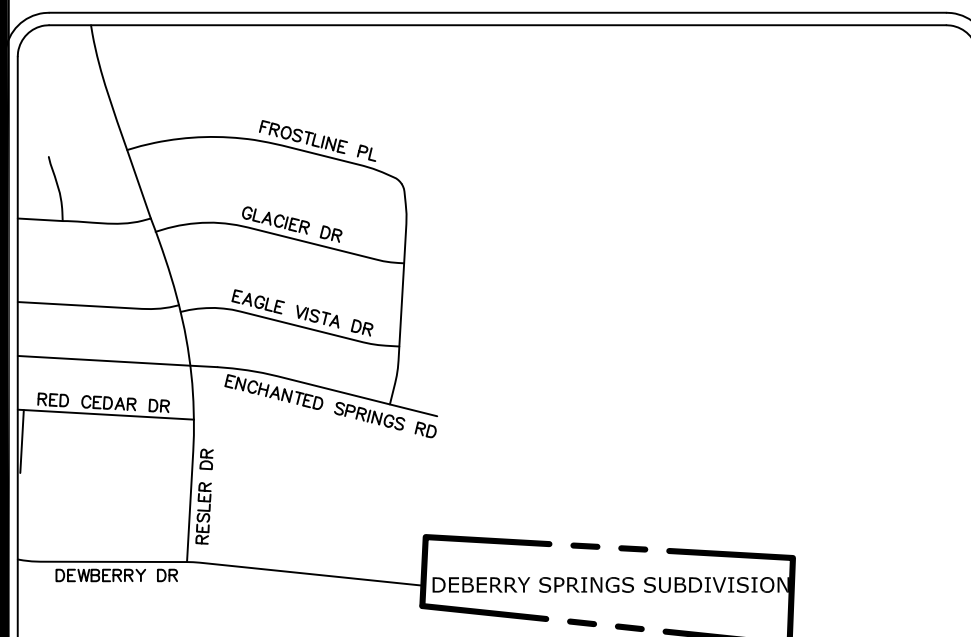 FROSTLINE PL
GLACIER DR
EAGLE VISTA DR
ENCHANTED SPRINGS RD
RED CEDAR DR
RESLER DR
DEWBERRY DR
DEBERRY SPRINGS SUBDIVISION